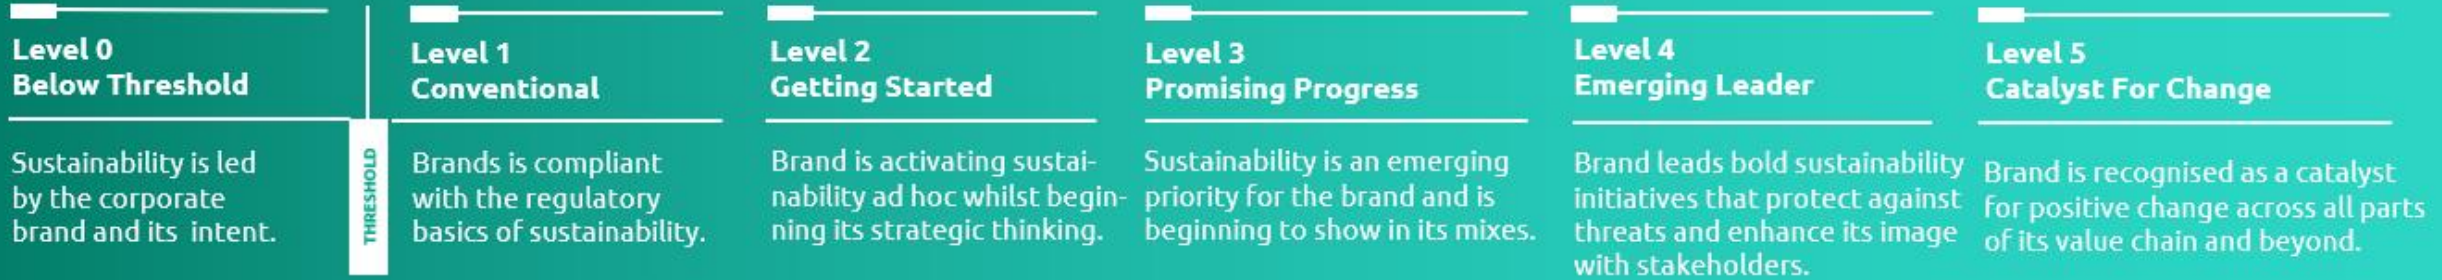 Level 0
Below Threshold
Sustainability is led
by the corporate
brand and its intent.
THRESHOLD
Level 1
Conventional
Brands is compliant
with the regulatory
basics of sustainability.
Level 2
Getting Started
Brand is activating sustai-
nability ad hoc whilst begin-
ning its strategic thinking.
Level 3
Promising Progress
Sustainability is an emerging
priority for the brand and is
beginning to show in its mixes.
Level 4
Emerging Leader
Brand leads bold sustainability
initiatives that protect against
threats and enhance its image
with stakeholders.
Level 5
Catalyst For Change
Brand is recognised as a catalyst
for positive change across all parts
of its value chain and beyond.